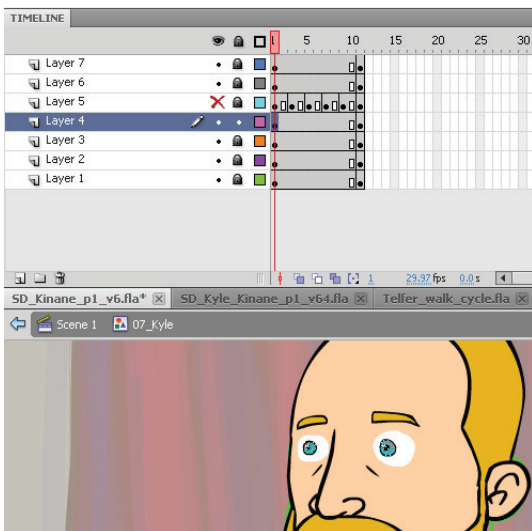 TIMELINE
1 5 10 15 20 25 30
Layer 7
Layer 6
Layer 5
Layer 4
Layer 3
Layer 2
Layer 1
1 29.97 fps 0.0 s
SD_Kinane_p1_v6.fla* SD_Kyle_Kinane_p1_v64.fla Telfer_walk_cycle.fla
Scene 1 07_Kyle